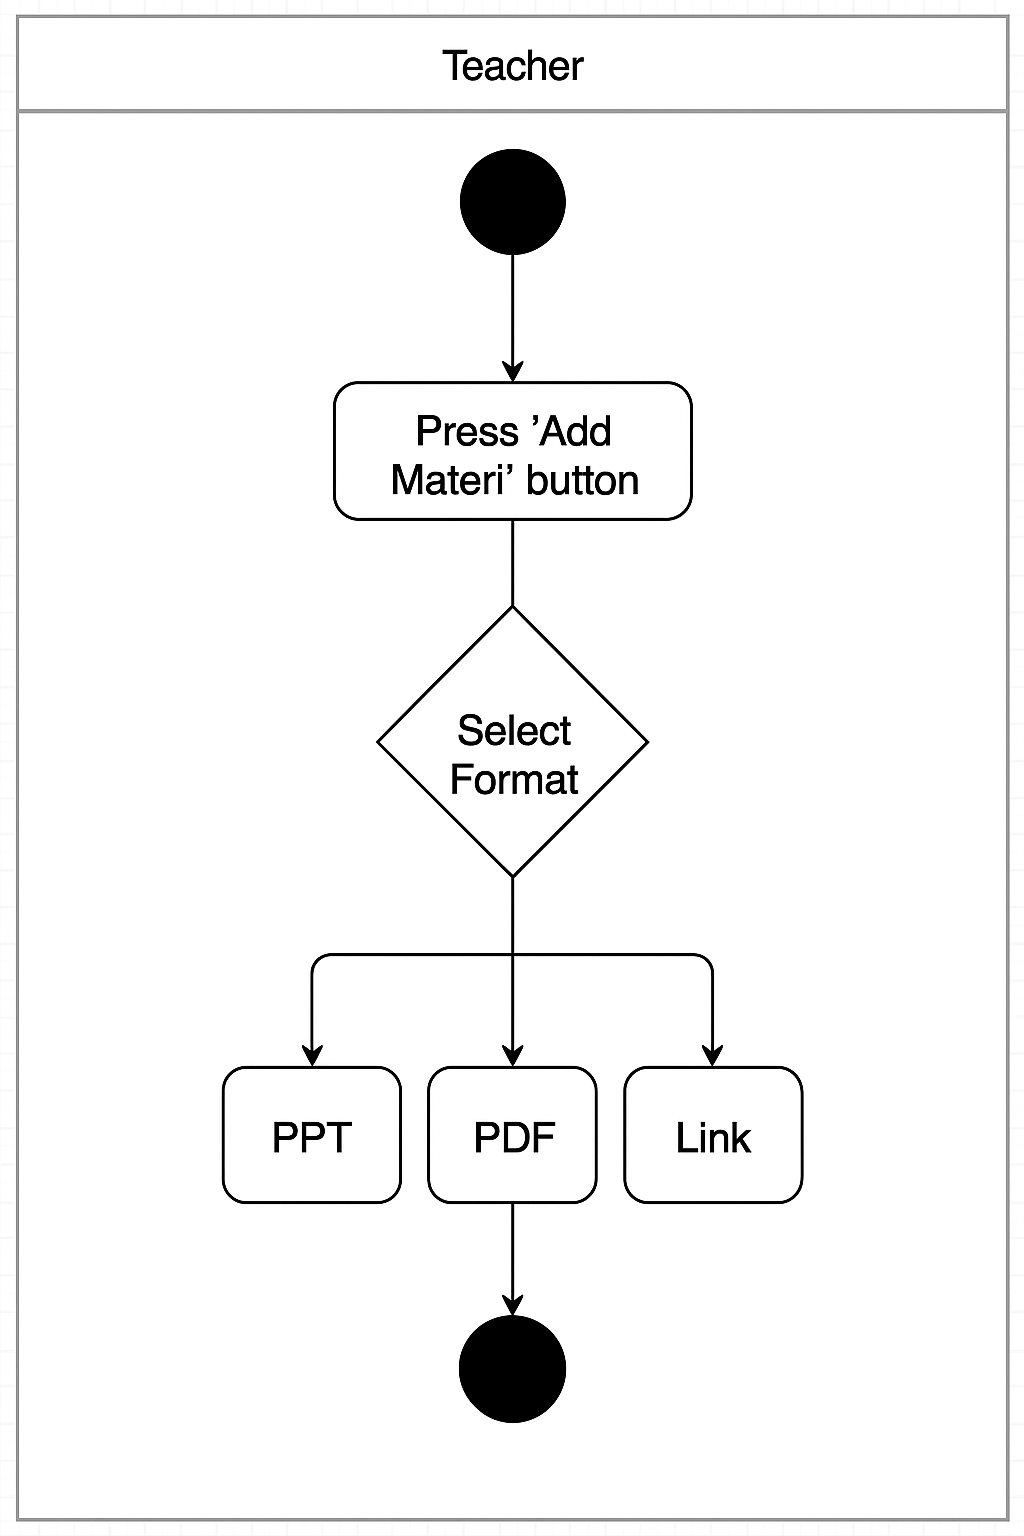 Teacher
Press ’Add
Materi’ button
Select
Format
PPT
PDF
Link